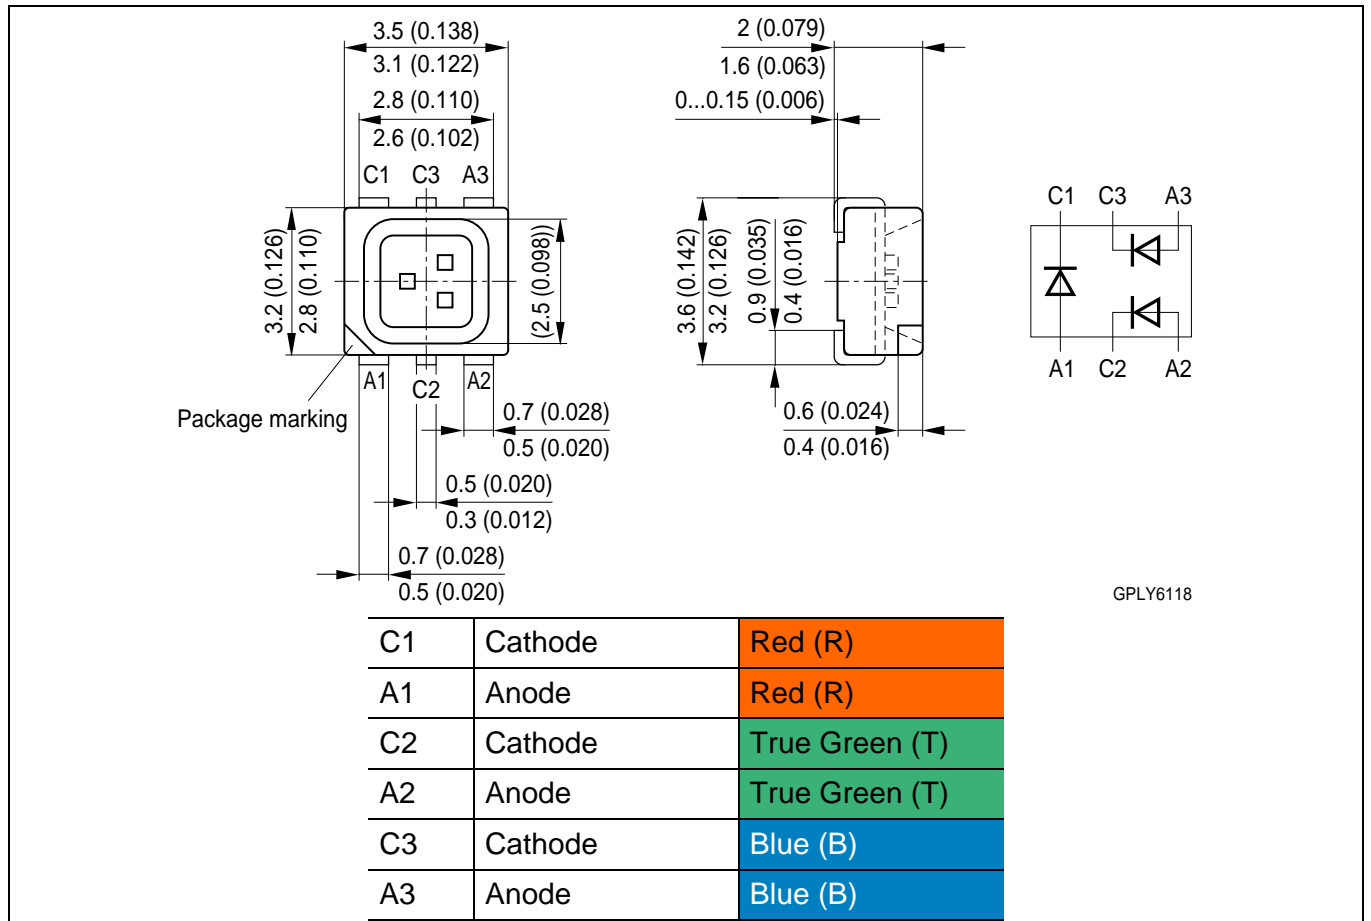 3.5 (0.138)
3.1 (0.122)
2.8 (0.110)
2.6 (0.102)
C1 C3 A3
3.2 (0.126)
2.8 (0.110)
(2.5 (0.098))
A1 C2 A2
Package marking
0.7 (0.028)
0.5 (0.020)
0.5 (0.020)
0.3 (0.012)
0.7 (0.028)
0.5 (0.020)
2 (0.079)
1.6 (0.063)
0...0.15 (0.006)
3.6 (0.142)
3.2 (0.126)
0.9 (0.035)
0.4 (0.016)
0.6 (0.024)
0.4 (0.016)
C1 C3 A3
A1 C2 A2
GPLY6118
C1 Cathode Red (R)
A1 Anode Red (R)
C2 Cathode True Green (T)
A2 Anode True Green (T)
C3 Cathode Blue (B)
A3 Anode Blue (B)